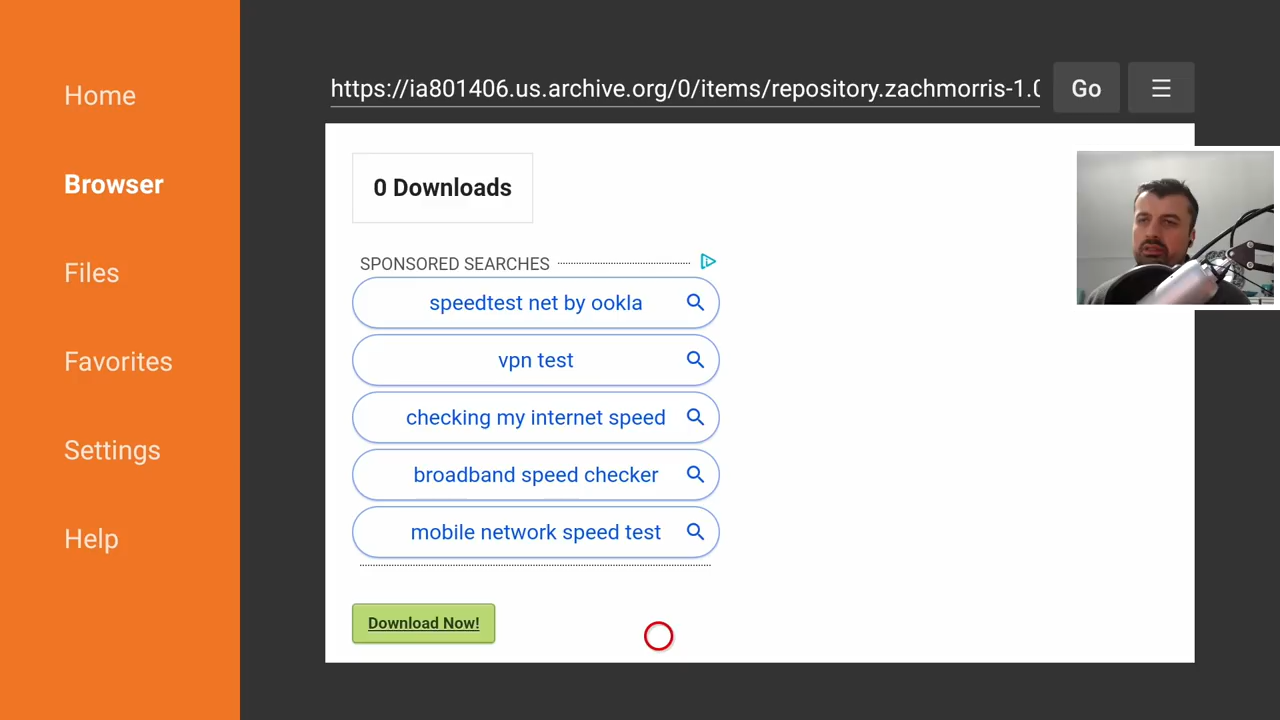 Home
Browser
Files
Favorites
Settings
Help
https://ia801406.us.archive.org/0/items/repository.zachmorris-1.0
Go
0 Downloads
SPONSORED SEARCHES
speedtest net by ookla
vpn test
checking my internet speed
broadband speed checker
mobile network speed test
Download Now!